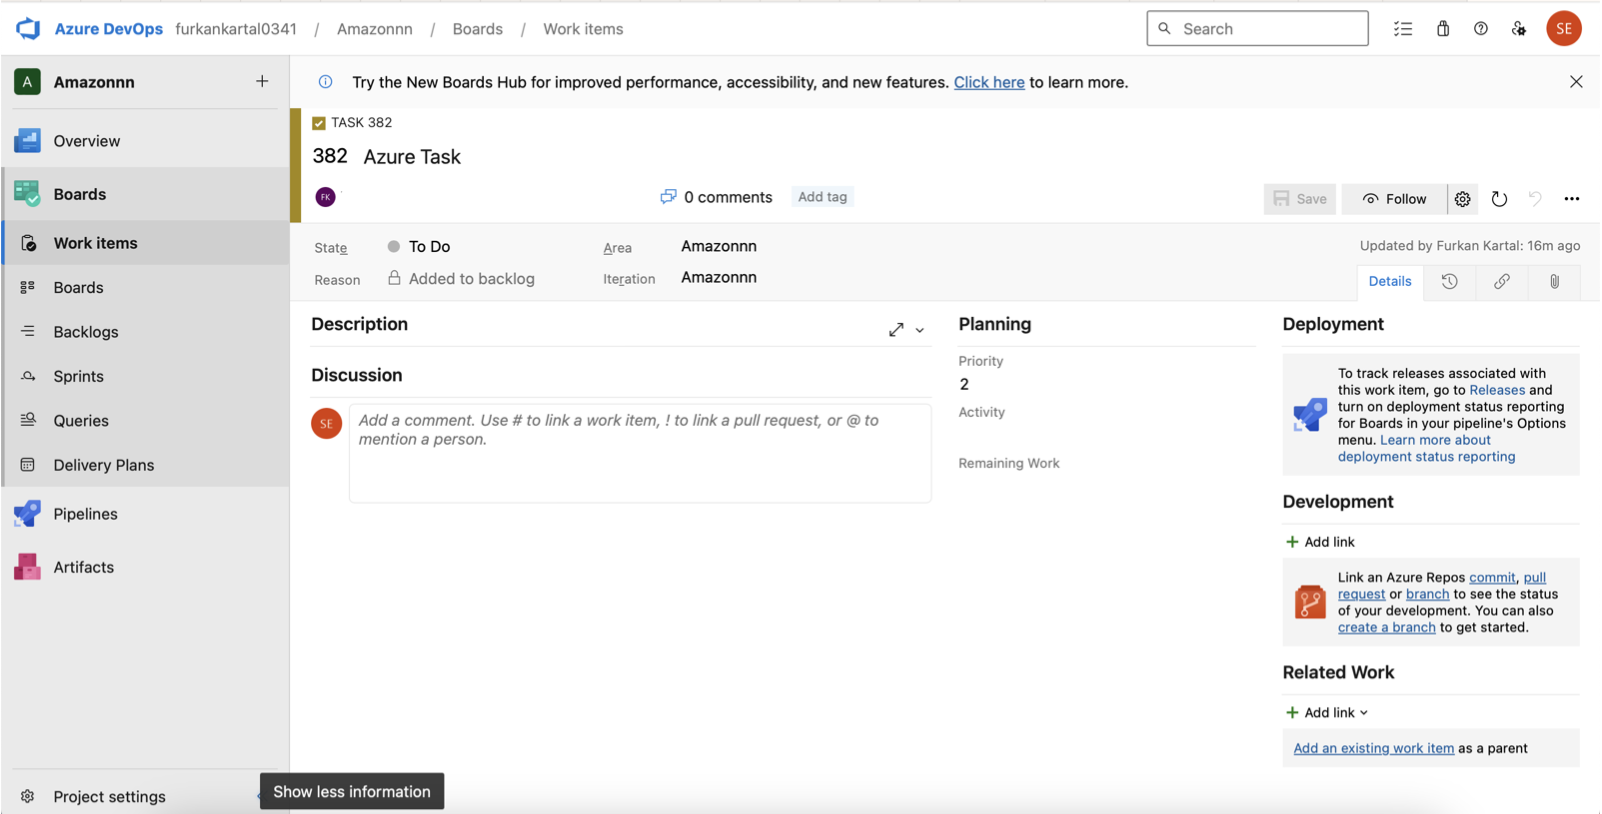 Azure DevOps furkankartal0341 / Amazonnn / Boards / Work items Search SE
A Amazonnn +
Try the New Boards Hub for improved performance, accessibility, and new features. Click here to learn more.
Overview
Boards
Work items
Boards
Backlogs
Sprints
Queries
Delivery Plans
Pipelines
Artifacts
Project settings
Show less information
TASK 382
382 Azure Task
FK 0 comments Add tag Save Follow
State To Do Area Amazonnn Updated by Furkan Kartal: 16m ago
Reason Added to backlog Iteration Amazonnn Details
Description
Discussion
SE
Add a comment. Use # to link a work item, ! to link a pull request, or @ to
mention a person.
Planning
Priority
2
Activity
Remaining Work
Deployment
To track releases associated with
this work item, go to Releases and
turn on deployment status reporting
for Boards in your pipeline's Options
menu. Learn more about
deployment status reporting
Development
+ Add link
Link an Azure Repos commit, pull
request or branch to see the status
of your development. You can also
create a branch to get started.
Related Work
+ Add link
Add an existing work item as a parent